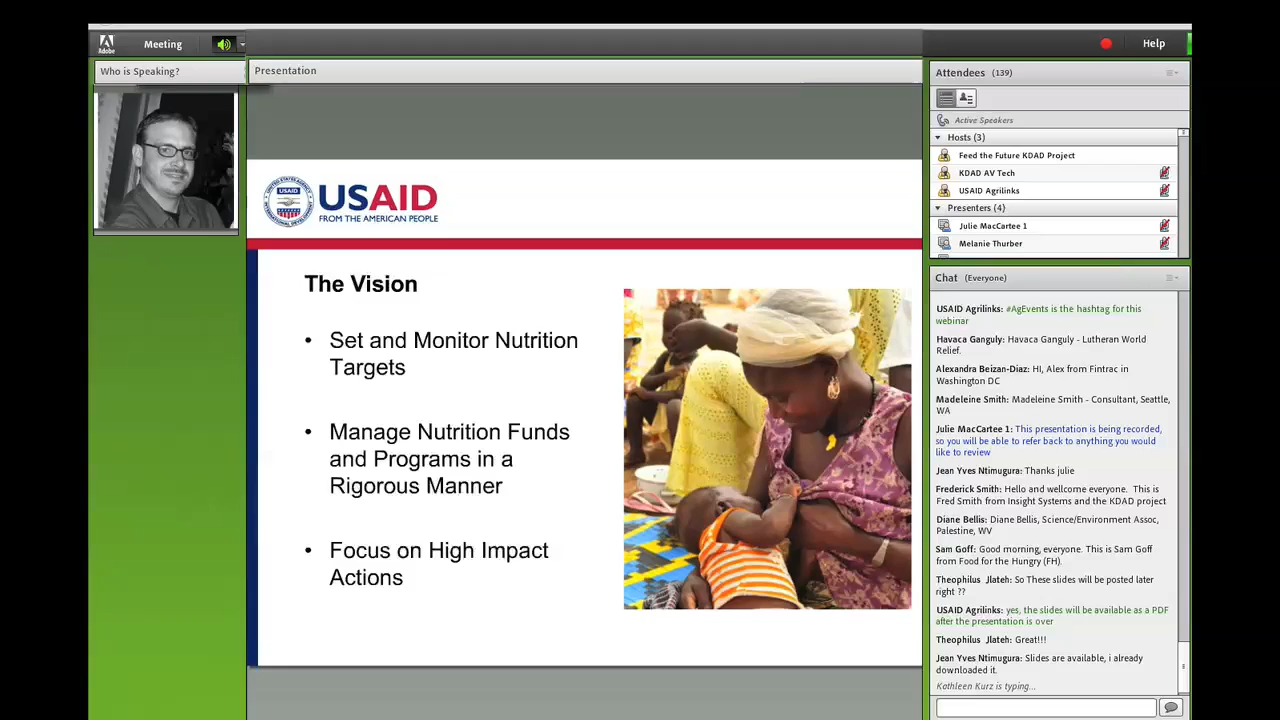 Adobe
Meeting
Help
Who is Speaking?
Presentation
USAID
USAID
FROM THE AMERICAN PEOPLE
The Vision
• Set and Monitor Nutrition
Targets
• Manage Nutrition Funds
and Programs in a
Rigorous Manner
• Focus on High Impact
Actions
Attendees (139)
Active Speakers
Hosts (3)
Feed the Future KDAD Project
KDAD AV Tech
USAID Agrilinks
Presenters (4)
Julie MacCartee 1
Melanie Thurber
Chat (Everyone)
USAID Agrilinks: #AgEvents is the hashtag for this
webinar
Havaca Ganguly: Havaca Ganguly - Lutheran World
Relief.
Alexandra Beizan-Diaz: HI, Alex from Fintrac in
Washington DC
Madeleine Smith: Madeleine Smith - Consultant, Seattle,
WA
Julie MacCartee 1: This presentation is being recorded,
so you will be able to refer back to anything you would
like to review
Jean Yves Ntimugura: Thanks julie
Frederick Smith: Hello and wellcome everyone. This is
Fred Smith from Insight Systems and the KDAD project
Diane Bellis: Diane Bellis, Science/Environment Assoc,
Palestine, WV
Sam Goff: Good morning, everyone. This is Sam Goff
from Food for the Hungry (FH).
Theophilus Jlateh: So These slides will be posted later
right ??
USAID Agrilinks: yes, the slides will be available as a PDF
after the presentation is over
Theophilus Jlateh: Great!!!
Jean Yves Ntimugura: Slides are available, i already
downloaded it.
Kathleen Kurz is typing...